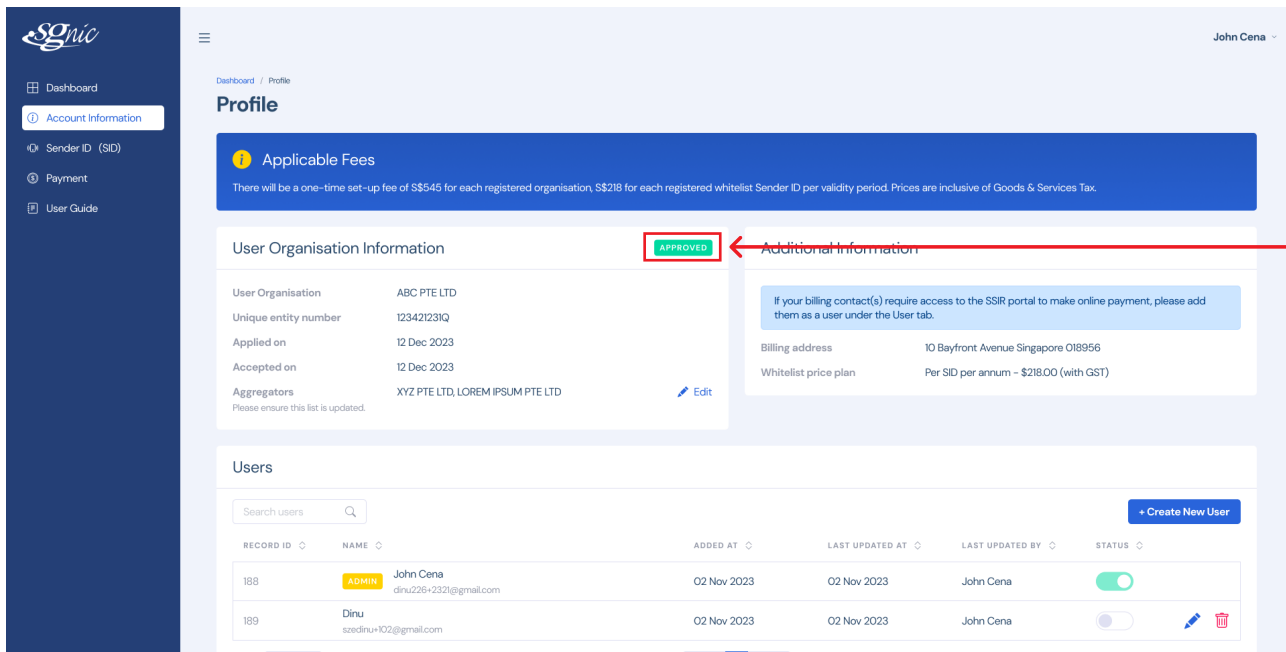 sgnic
John Cena
Dashboard
Account Information
Sender ID (SID)
Payment
User Guide
Dashboard / Profile
Profile
i Applicable Fees
There will be a one-time set-up fee of S$545 for each registered organisation, S$218 for each registered whitelist Sender ID per validity period. Prices are inclusive of Goods & Services Tax.
User Organisation Information APPROVED
User Organisation ABC PTE LTD
Unique entity number 123421231Q
Applied on 12 Dec 2023
Accepted on 12 Dec 2023
Aggregators XYZ PTE LTD, LOREM IPSUM PTE LTD Edit
Please ensure this list is updated.
Additional Information
If your billing contact(s) require access to the SSIR portal to make online payment, please add
them as a user under the User tab.
Billing address 10 Bayfront Avenue Singapore 018956
Whitelist price plan Per SID per annum - $218.00 (with GST)
Users
Search users + Create New User
RECORD ID NAME ADDED AT LAST UPDATED AT LAST UPDATED BY STATUS
188 ADMIN John Cena 02 Nov 2023 02 Nov 2023 John Cena
dinu226+2321@gmail.com
189 Dinu 02 Nov 2023 02 Nov 2023 John Cena
szedinu+102@gmail.com